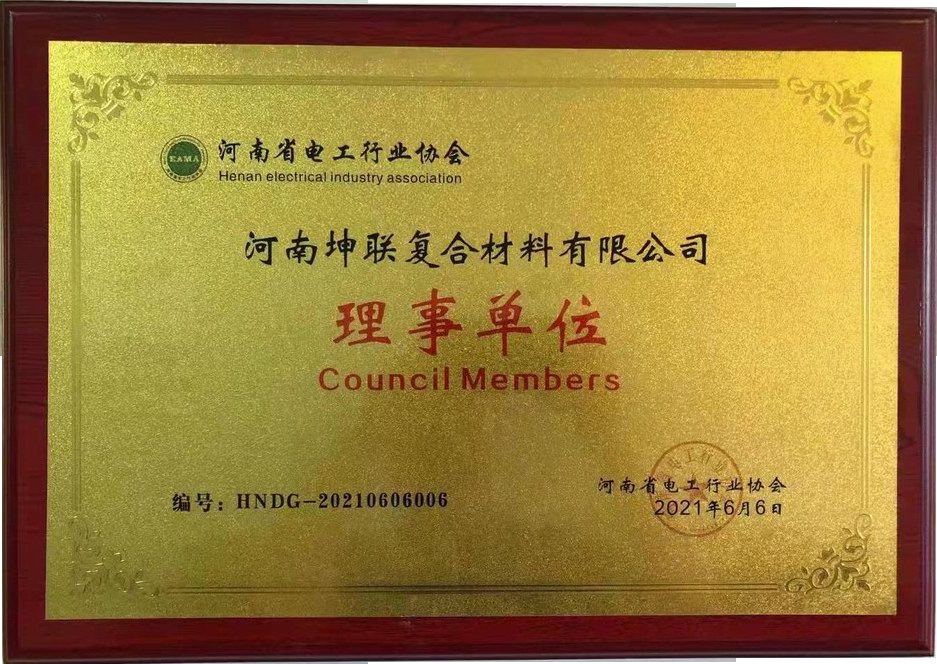 EAMA
河南省电工行业协会
Henan electrical industry association
河南坤联复合材料有限公司
理事单位
Council Members
编号：HNDG-20210606006
河南省电工行业协会
2021年6月6日